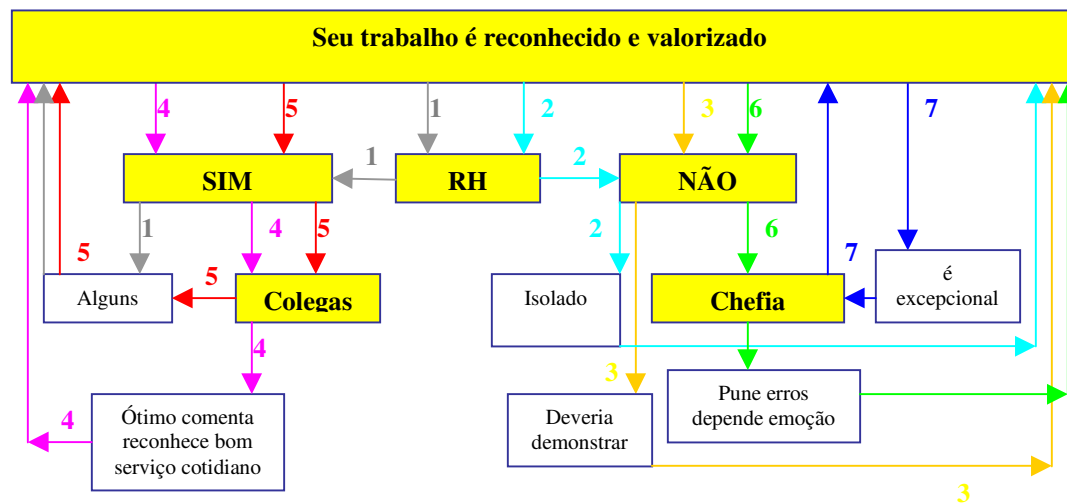 Seu trabalho é reconhecido e valorizado
4
5
1
2
3
6
7
1
2
SIM
RH
NÃO
1
4
5
2
6
5
5
7
Alguns
Colegas
Isolado
Chefia
é
excepcional
4
3
4
Ótimo comenta
reconhece bom
serviço cotidiano
Deveria
demonstrar
Pune erros
depende emoção
3